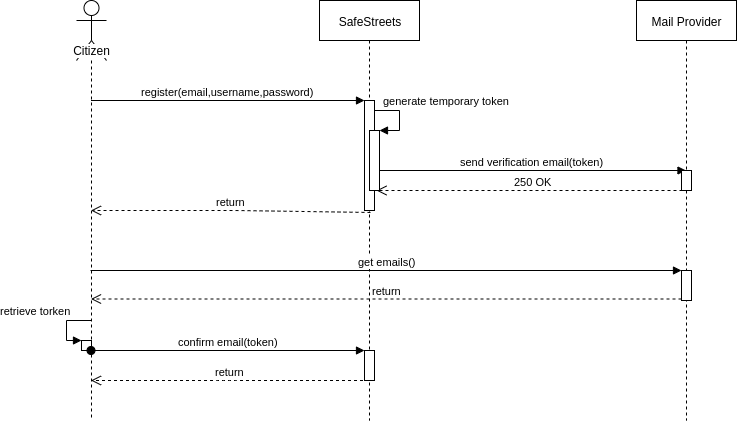 SafeStreets
Mail Provider
Citizen
register(email,username,password)
generate temporary token
send verification email(token)
250 OK
return
get emails()
return
retrieve torken
confirm email(token)
return